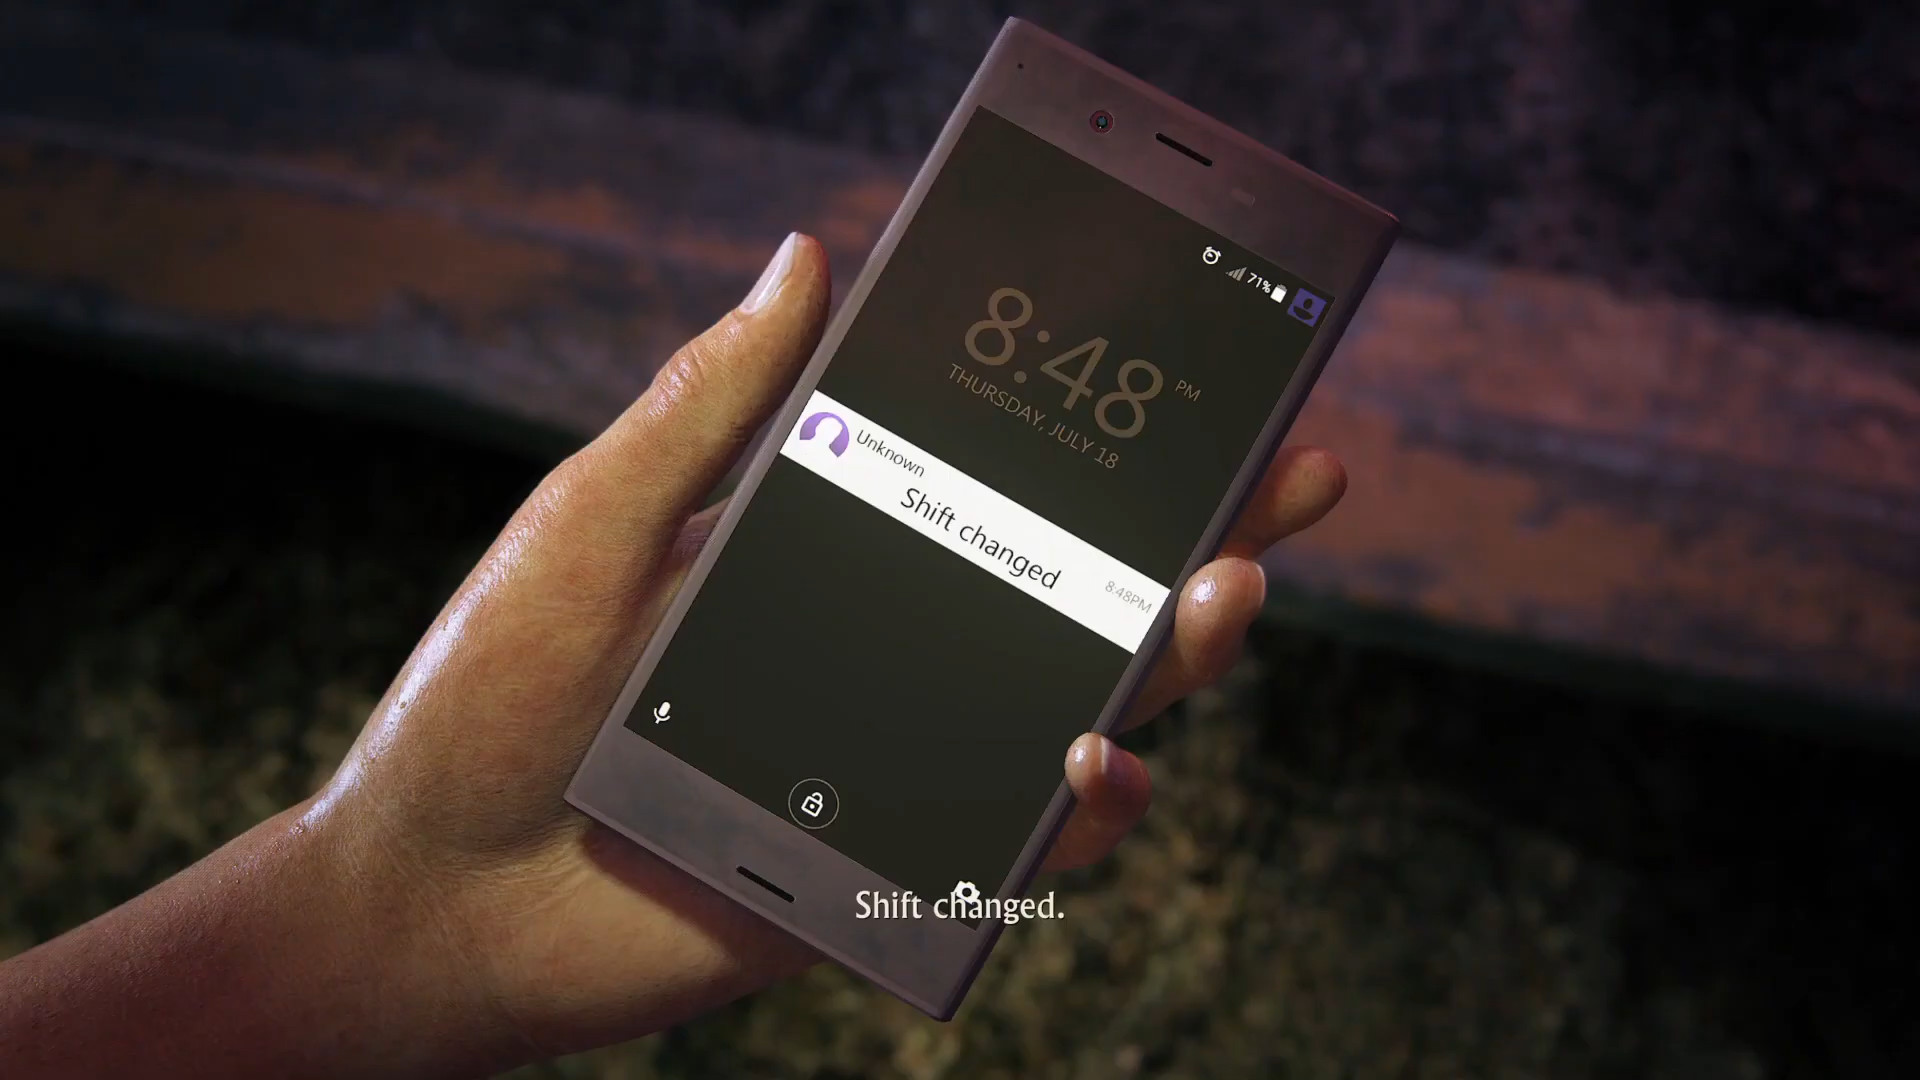 71%
8:48 PM
THURSDAY, JULY 18
Unknown
Shift changed
8:48PM
Shift changed.